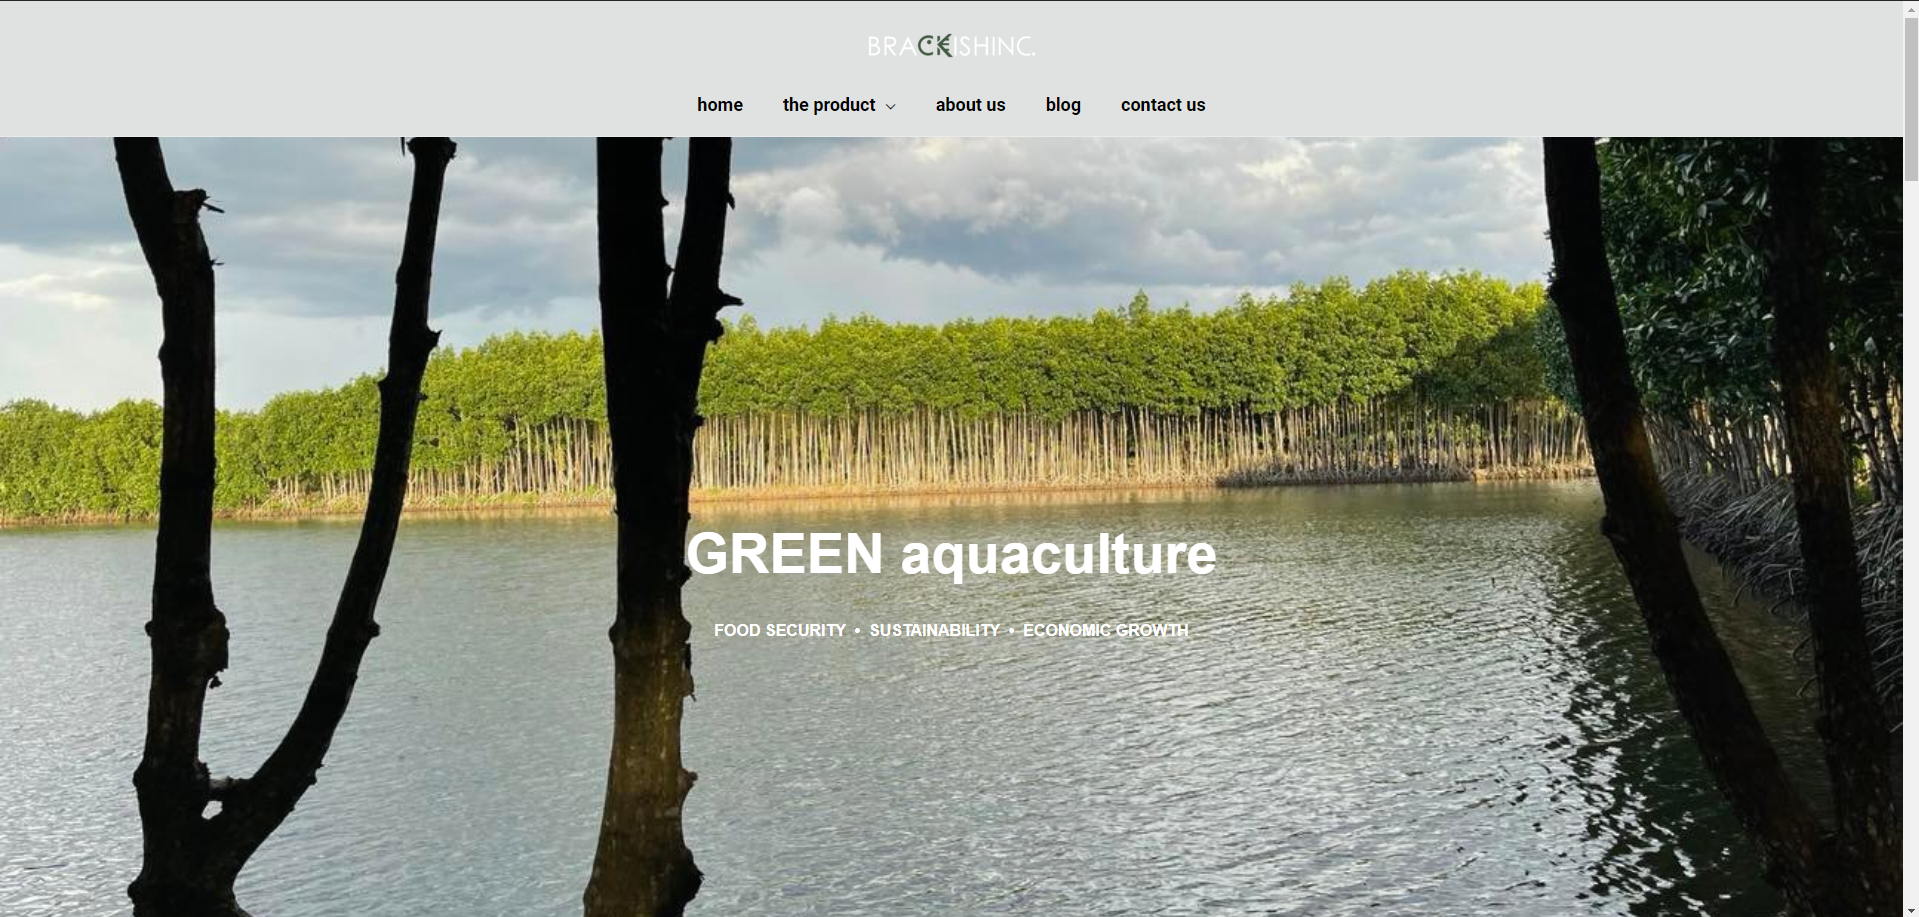 BRACKISHINC.
home the product about us blog contact us
GREEN aquaculture
FOOD SECURITY • SUSTAINABILITY • ECONOMIC GROWTH